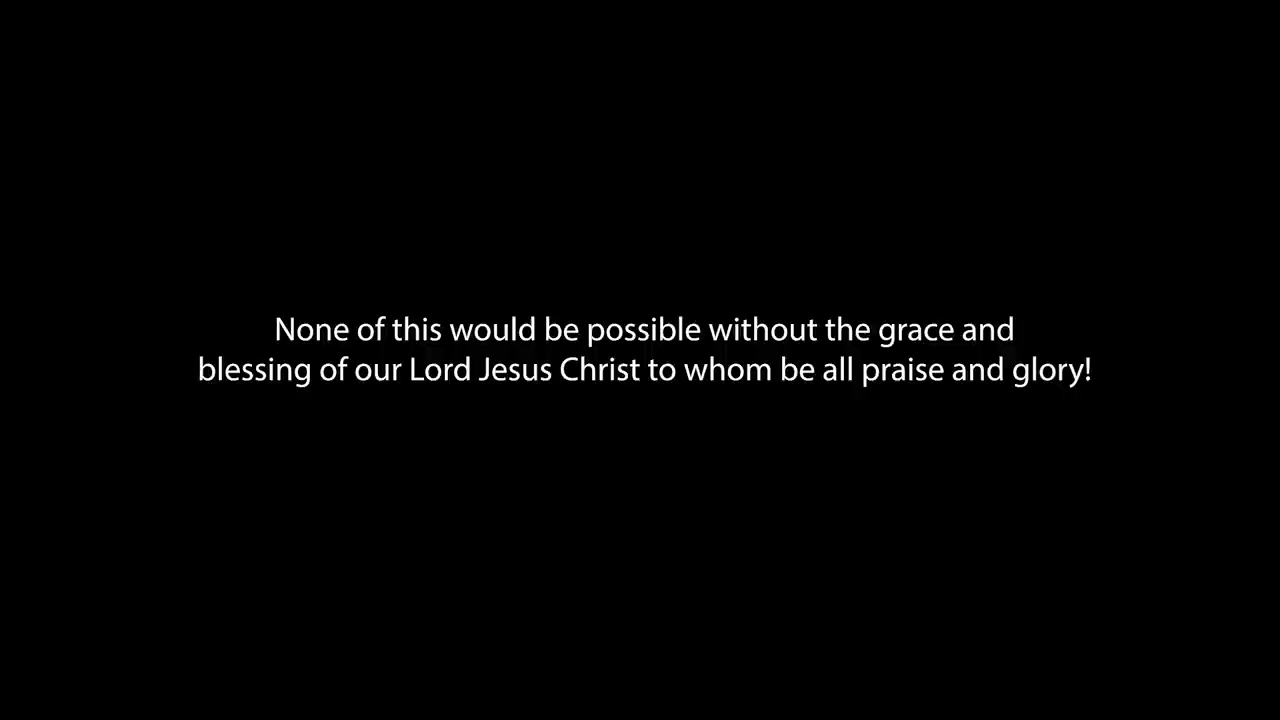 None of this would be possible without the grace and
blessing of our Lord Jesus Christ to whom be all praise and glory!